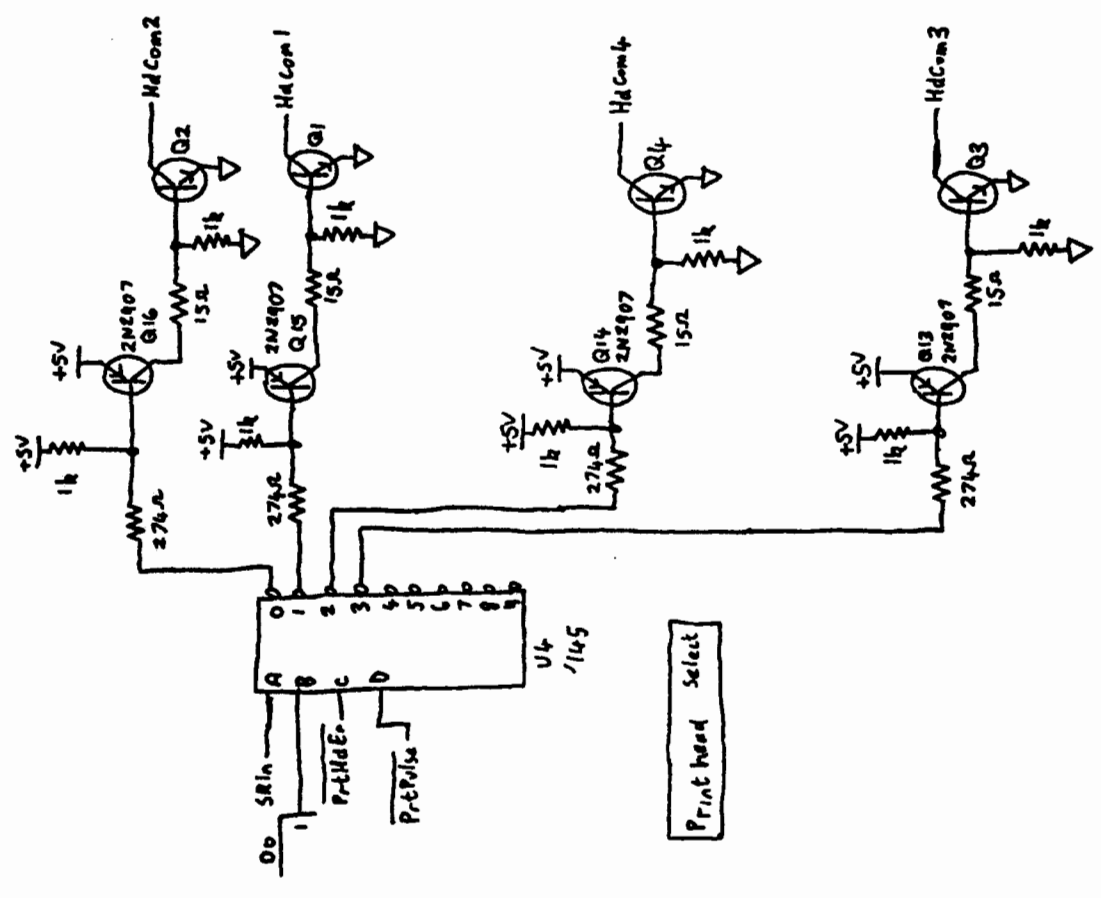 HdCom2
Q2
1k
15Ω
2N2907
Q16
+5V
+5V
1k
274Ω
HdCom1
Q1
1k
15Ω
2N2907
Q15
+5V
+5V
1k
274Ω
HdCom4
Q4
1k
15Ω
Q14
2N2907
+5V
+5V
1k
274Ω
HdCom3
Q3
1k
15Ω
Q13
2N2907
+5V
+5V
1k
274Ω
0
1
2
3
4
5
6
7
8
9
A
B
C
D
U4
'145
SRIn
D0
1
PrtHdEn
PrtPulse
Printhead Select